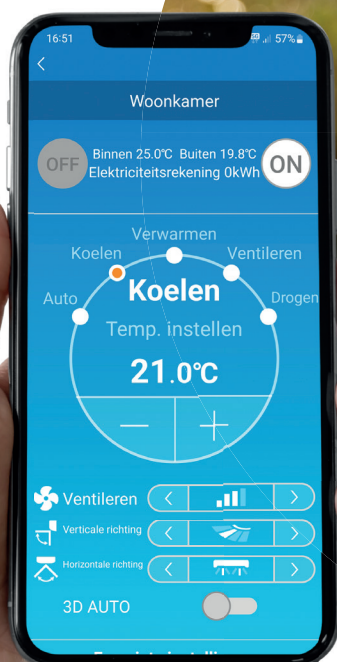 16:51
57%
Woonkamer
OFF
Binnen 25.0℃ Buiten 19.8℃
Elektriciteitsrekening 0kWh
ON
Verwarmen
Koelen
Ventileren
Auto
Koelen
Drogen
Temp. instellen
21.0℃
Ventileren
Verticale richting
Horizontale richting
3D AUTO